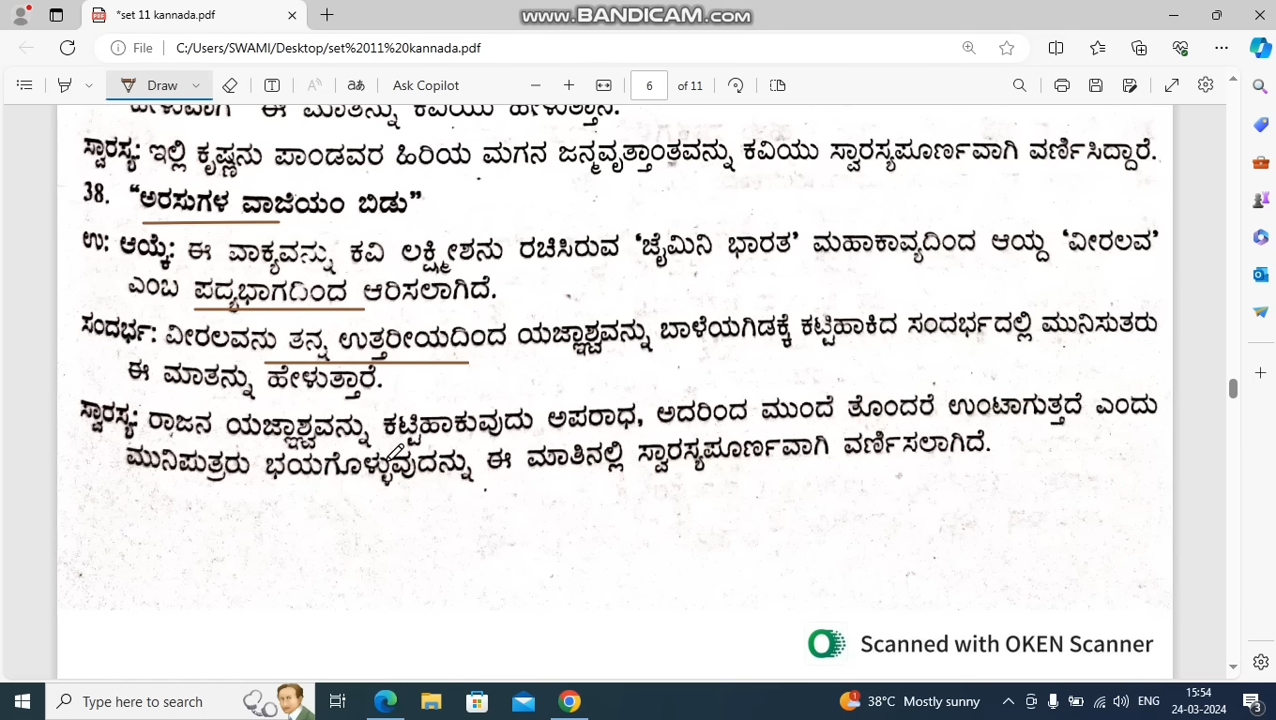 *set 11 kannada.pdf
www.BANDICAM.com
File C:/Users/SWAMI/Desktop/set%2011%20kannada.pdf
Draw Ask Copilot 6 of 11
ಈ ಮಾತನ್ನು ಕವಿಯು ಹೇಳುತ್ತಾನೆ.
ಸ್ವಾರಸ್ಯ: ಇಲ್ಲಿ ಕೃಷ್ಣನು ಪಾಂಡವರ ಹಿರಿಯ ಮಗನ ಜನ್ಮವೃತ್ತಾಂತವನ್ನು ಕವಿಯು ಸ್ವಾರಸ್ಯಪೂರ್ಣವಾಗಿ ವರ್ಣಿಸಿದ್ದಾರೆ.
38. “ಅರಸುಗಳ ವಾಜಿಯಂ ಬಿಡು”
ಉ: ಆಯ್ಕೆ: ಈ ವಾಕ್ಯವನ್ನು ಕವಿ ಲಕ್ಷ್ಮೀಶನು ರಚಿಸಿರುವ ‘ಜೈಮಿನಿ ಭಾರತ’ ಮಹಾಕಾವ್ಯದಿಂದ ಆಯ್ದ ‘ವೀರಲವ’
ಎಂಬ ಪದ್ಯಭಾಗದಿಂದ ಆರಿಸಲಾಗಿದೆ.
ಸಂದರ್ಭ: ವೀರಲವನು ತನ್ನ ಉತ್ತರೀಯದಿಂದ ಯಜ್ಞಾಶ್ವವನ್ನು ಬಾಳೆಯಗಿಡಕ್ಕೆ ಕಟ್ಟಿಹಾಕಿದ ಸಂದರ್ಭದಲ್ಲಿ ಮುನಿಸುತರು
ಈ ಮಾತನ್ನು ಹೇಳುತ್ತಾರೆ.
ಸ್ವಾರಸ್ಯ: ರಾಜನ ಯಜ್ಞಾಶ್ವವನ್ನು ಕಟ್ಟಿಹಾಕುವುದು ಅಪರಾಧ, ಅದರಿಂದ ಮುಂದೆ ತೊಂದರೆ ಉಂಟಾಗುತ್ತದೆ ಎಂದು
ಮುನಿಪುತ್ರರು ಭಯಗೊಳ್ಳುವುದನ್ನು ಈ ಮಾತಿನಲ್ಲಿ ಸ್ವಾರಸ್ಯಪೂರ್ಣವಾಗಿ ವರ್ಣಿಸಲಾಗಿದೆ.
Scanned with OKEN Scanner
Type here to search 38°C Mostly sunny ENG 15:54
24-03-2024 3